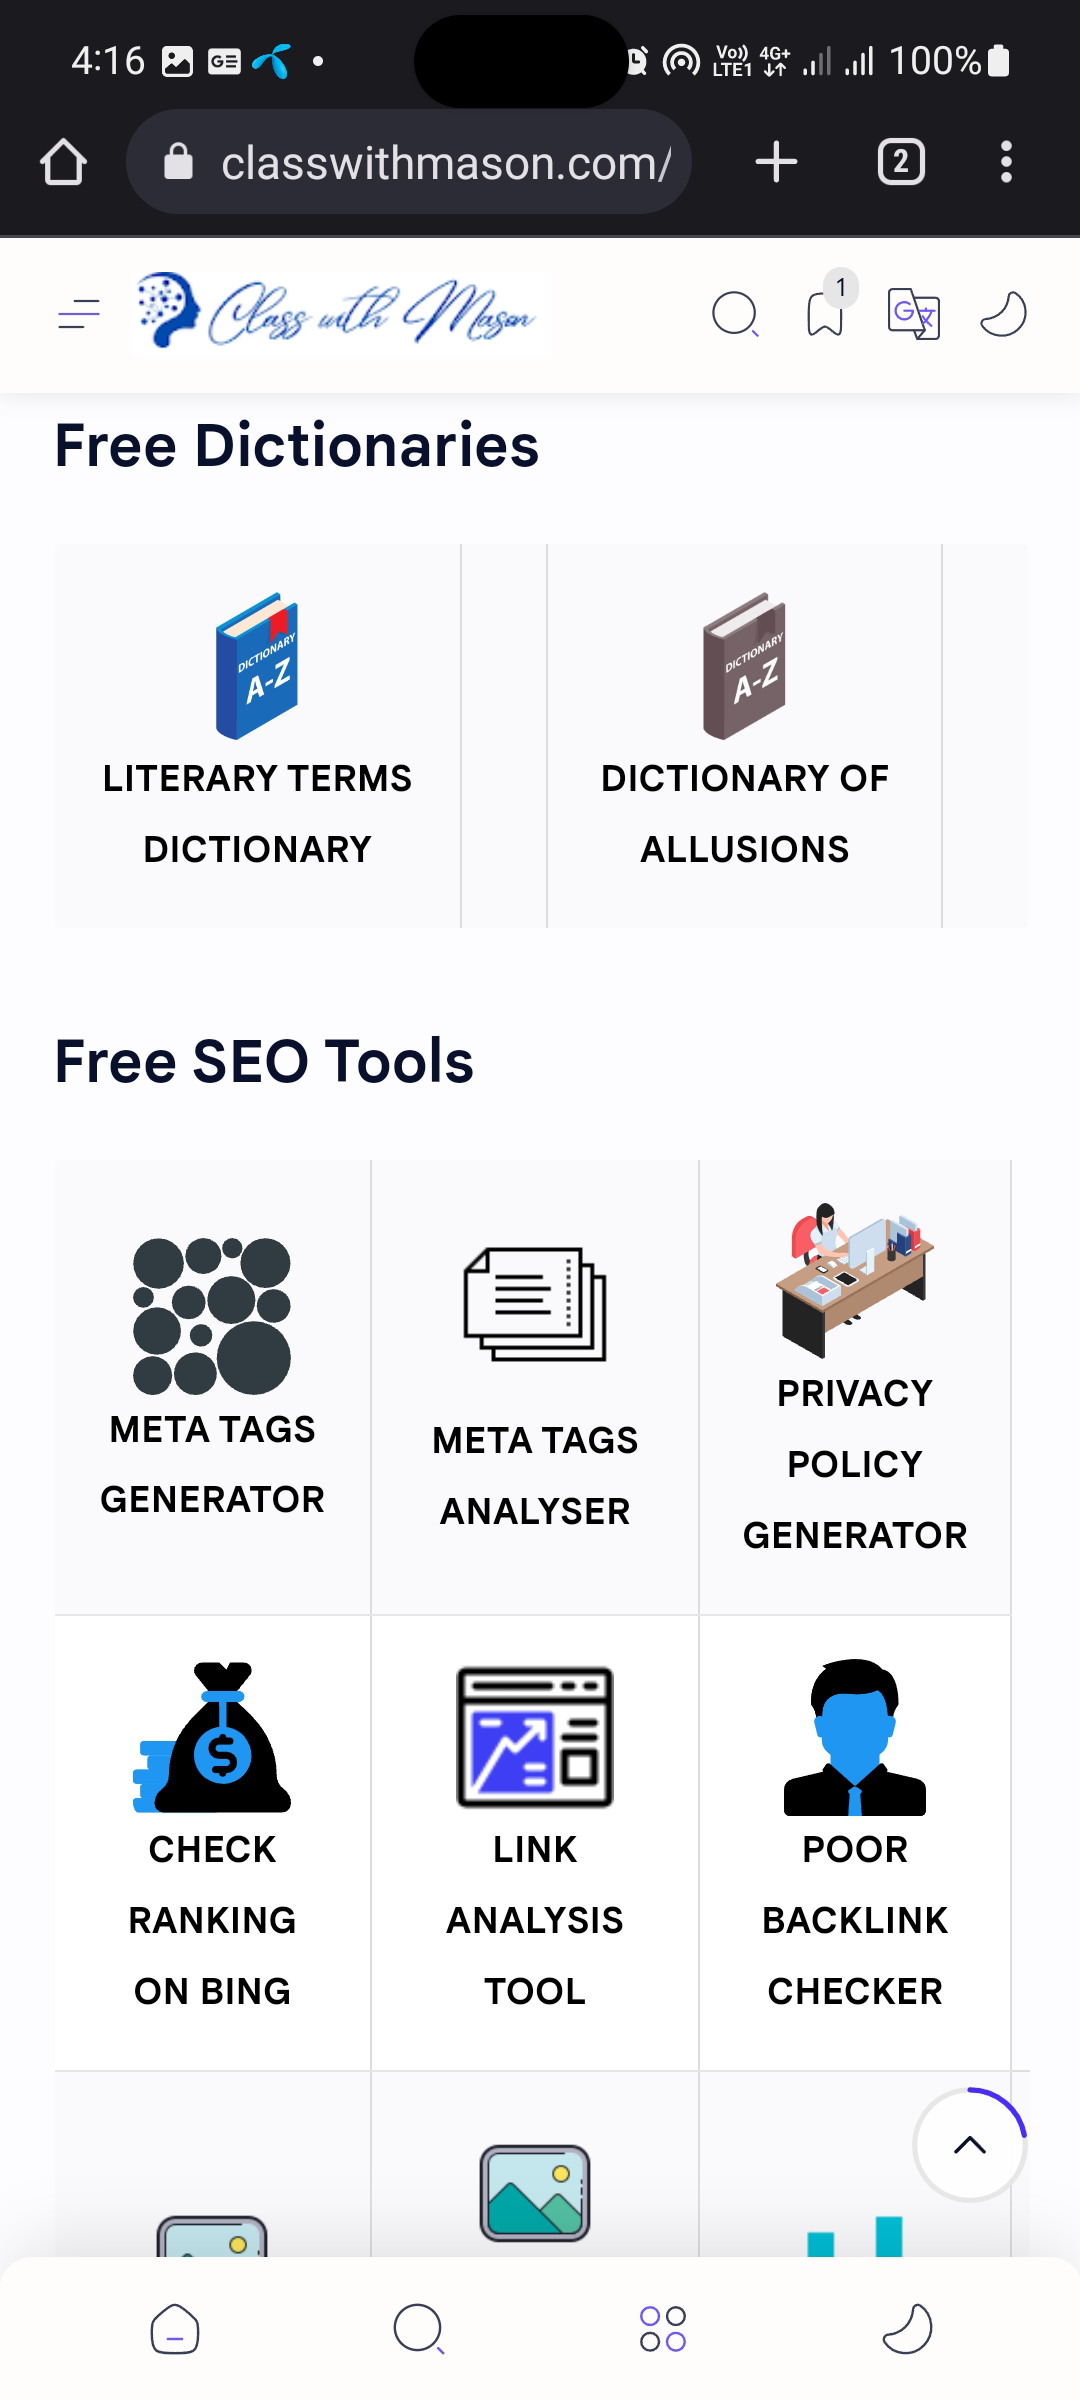 4:16 GE Vo)) LTE1 4G+ 100%
classwithmason.com/ 2
Class with Mason 1 G
Free Dictionaries
DICTIONARY A-Z
DICTIONARY A-Z
LITERARY TERMS DICTIONARY
DICTIONARY OF ALLUSIONS
Free SEO Tools
META TAGS GENERATOR
META TAGS ANALYSER
PRIVACY POLICY GENERATOR
$
CHECK RANKING ON BING
LINK ANALYSIS TOOL
POOR BACKLINK CHECKER